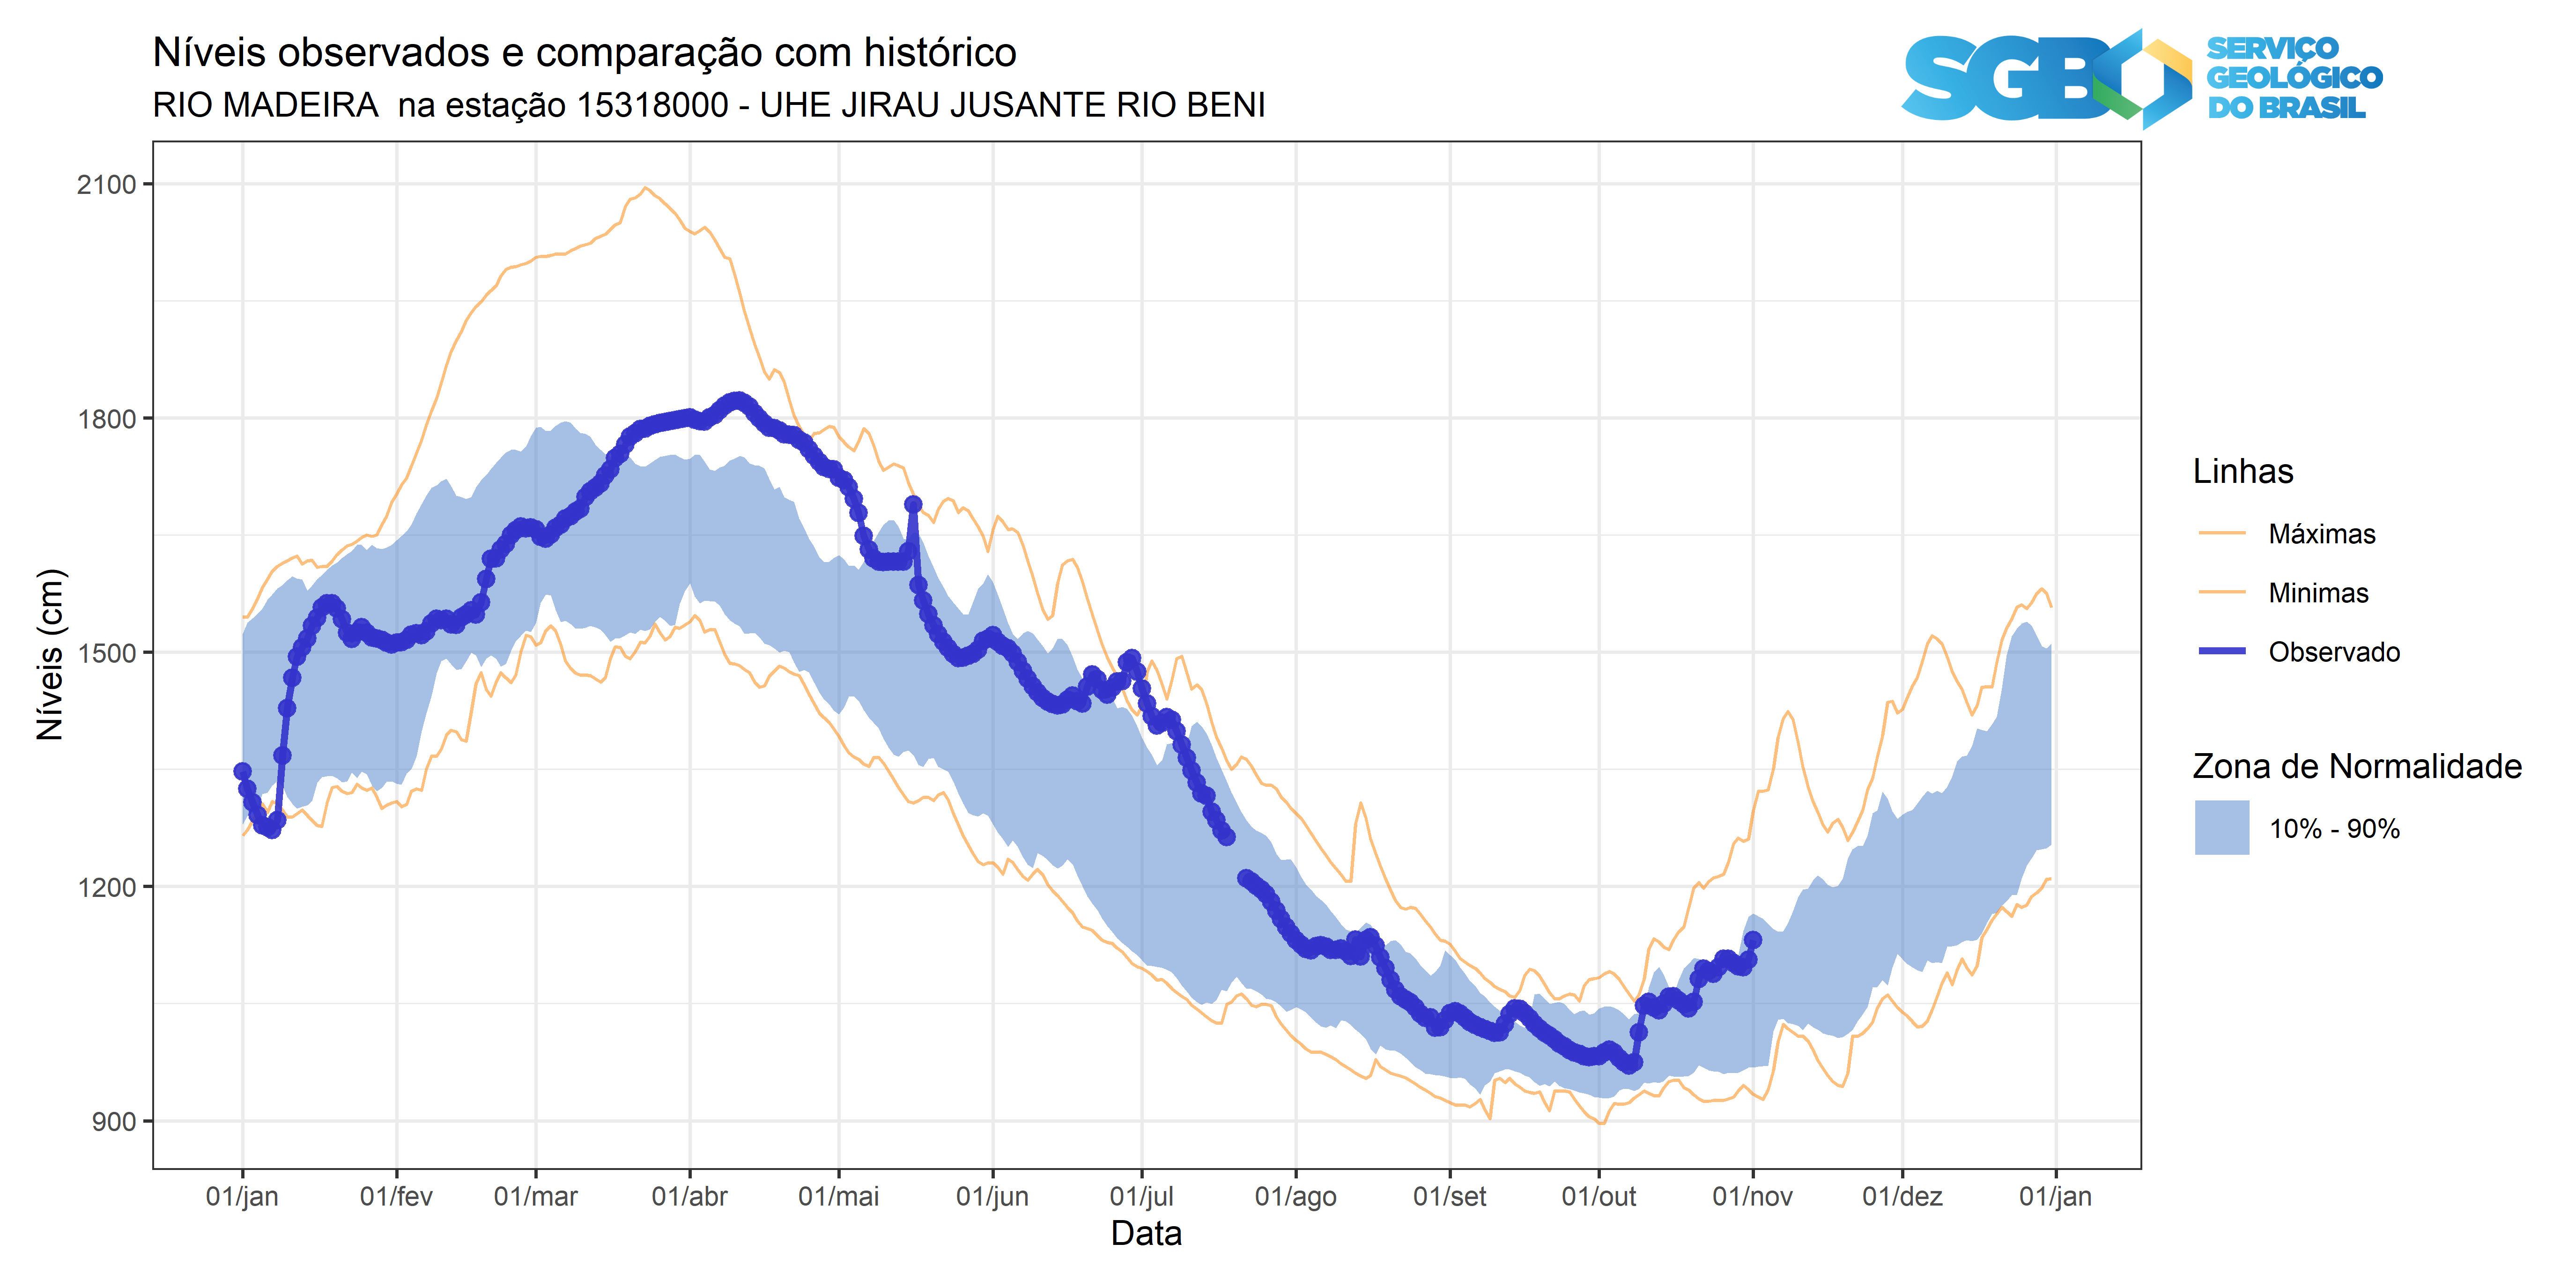 Níveis observados e comparação com histórico
RIO MADEIRA  na estação 15318000 - UHE JIRAU JUSANTE RIO BENI
SGB
SERVIÇO
GEOLÓGICO
DO BRASIL
Níveis (cm)
2100
1800
1500
1200
900
01/jan
01/fev
01/mar
01/abr
01/mai
01/jun
01/jul
01/ago
01/set
01/out
01/nov
01/dez
01/jan
Data
Linhas
Máximas
Minimas
Observado
Zona de Normalidade
10% - 90%